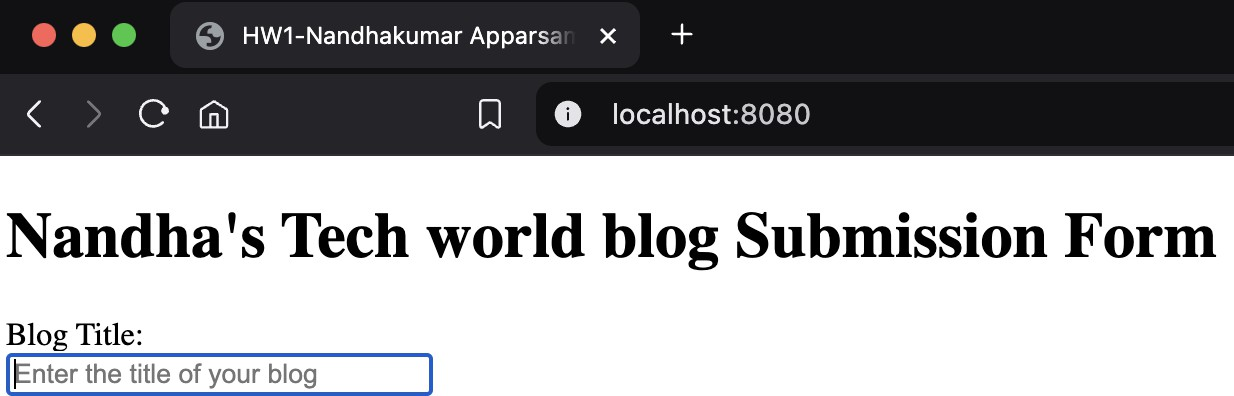 HW1-Nandhakumar Apparsan
localhost:8080
Nandha's Tech world blog Submission Form
Blog Title:
Enter the title of your blog